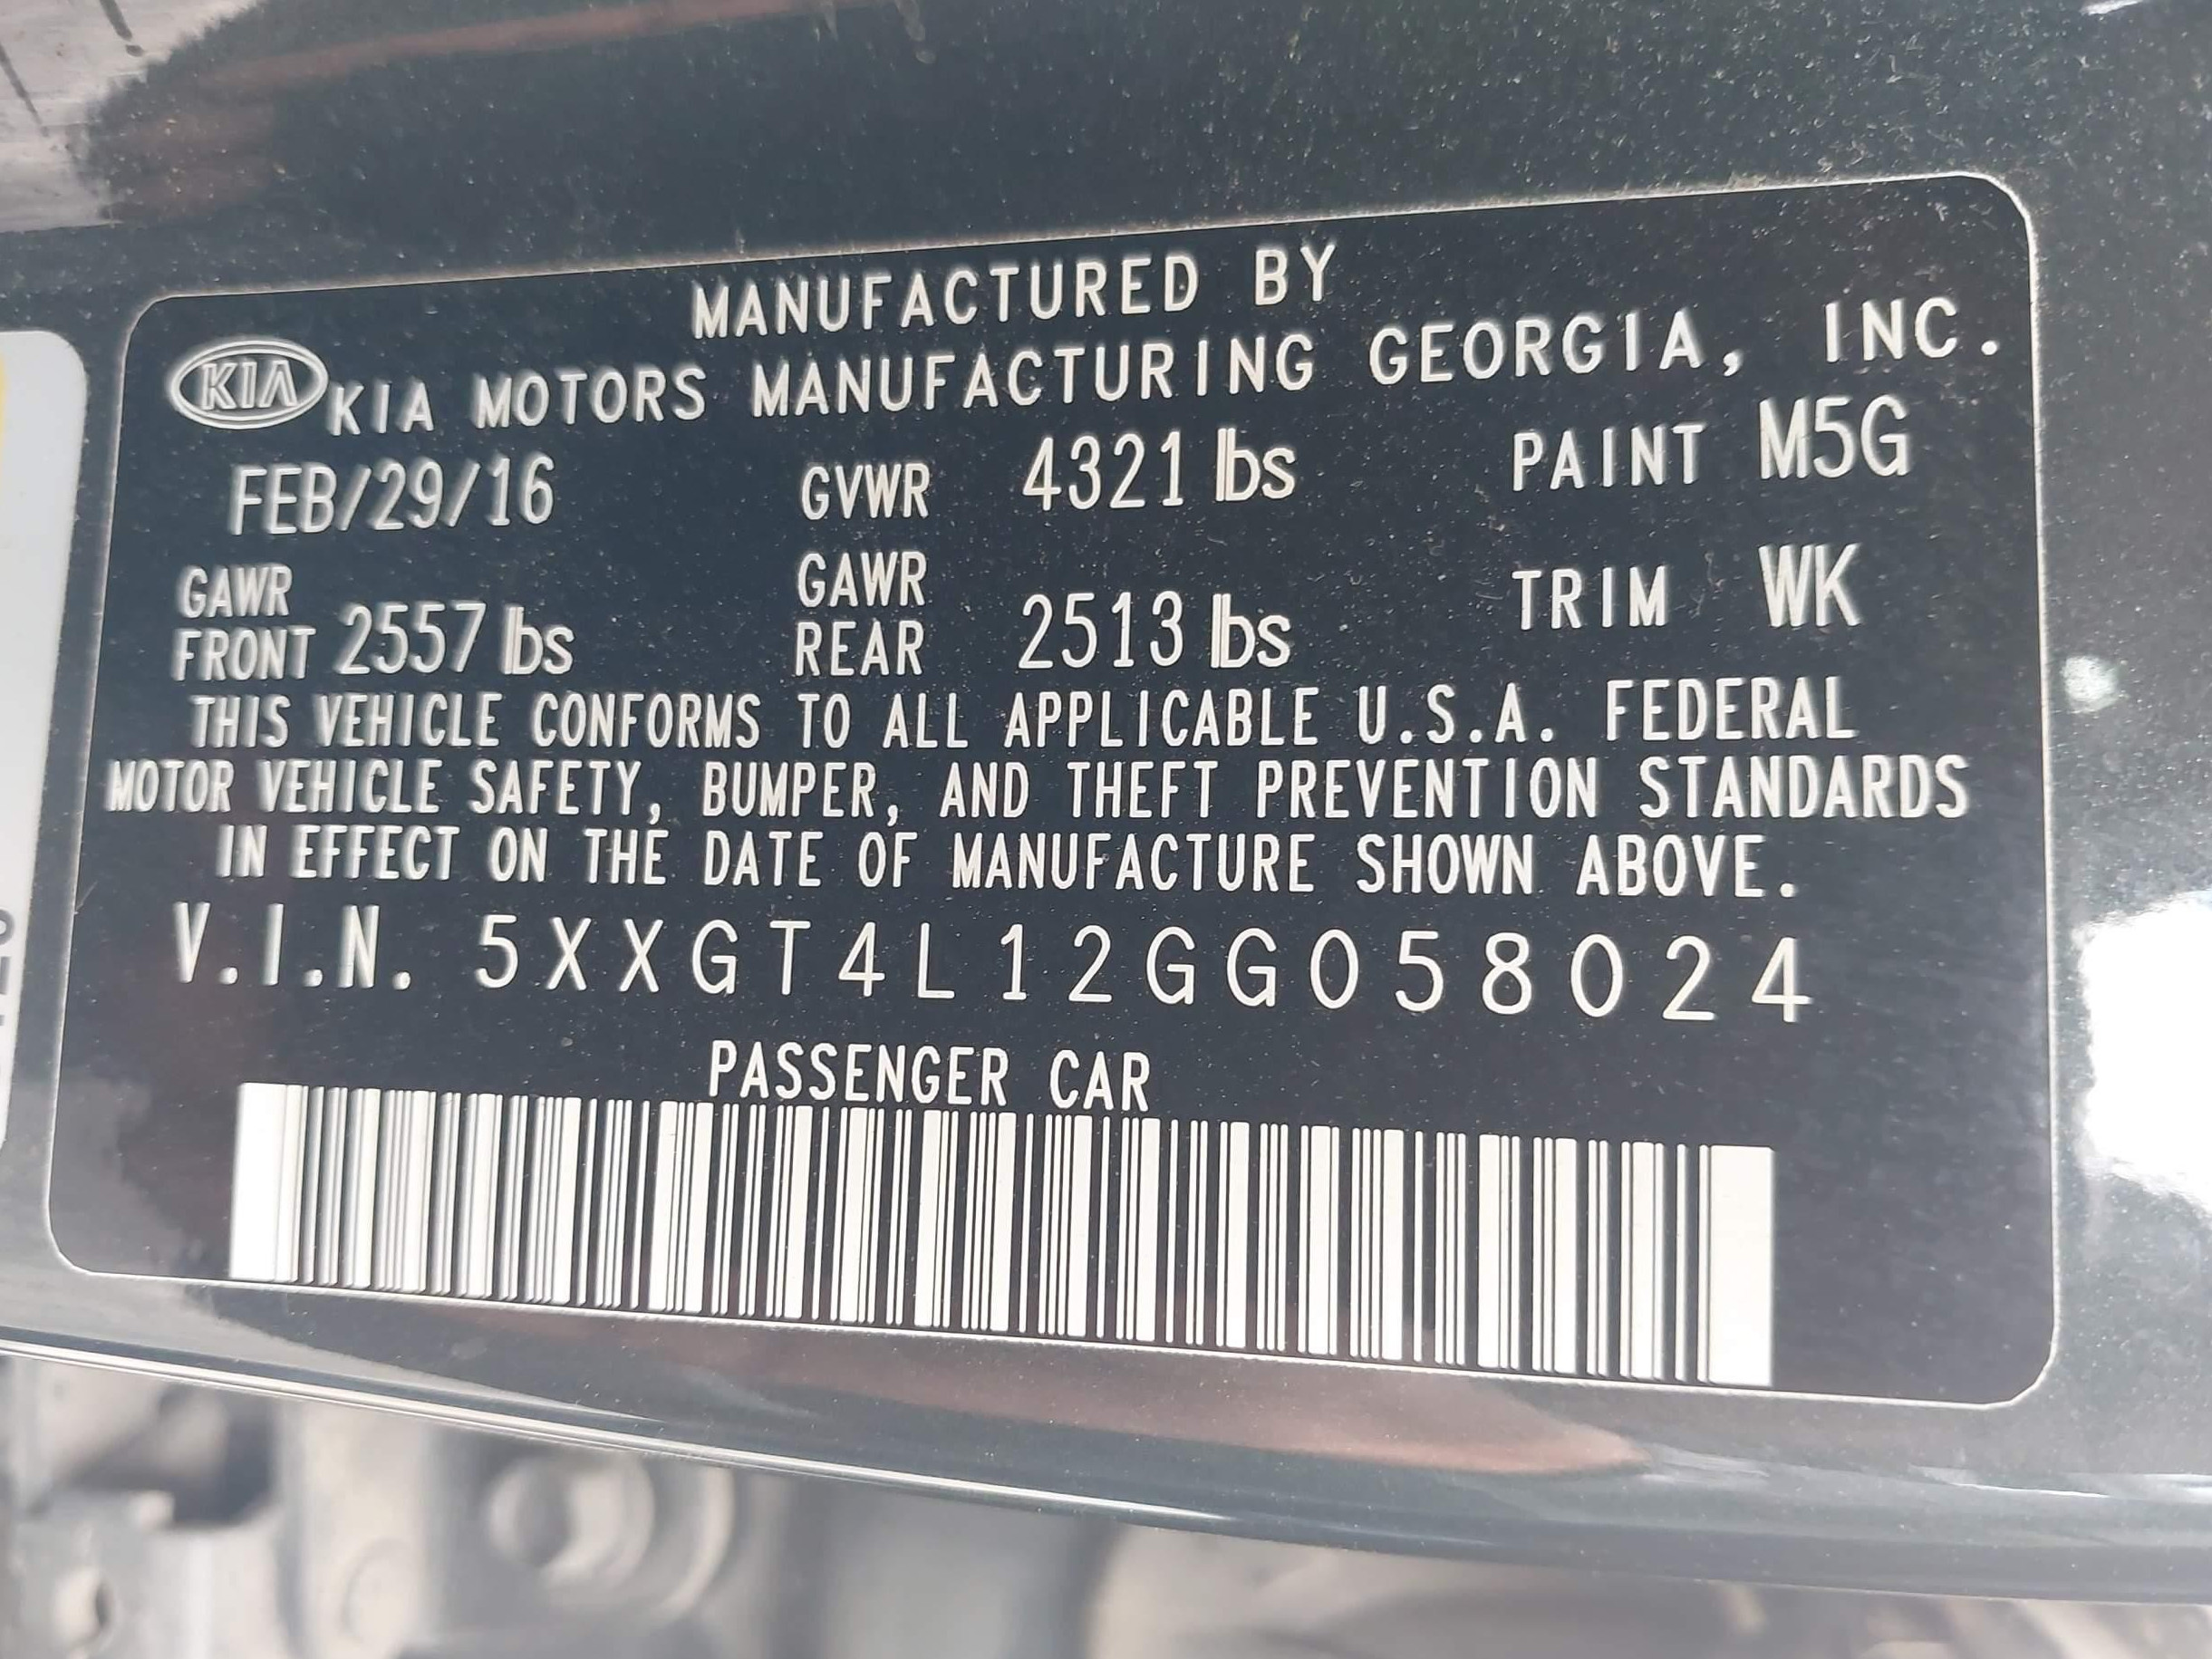 MANUFACTURED BY
KIA KIA MOTORS MANUFACTURING GEORGIA, INC.
FEB/29/16 GVWR 4321 lbs PAINT M5G
GAWR FRONT 2557 lbs GAWR REAR 2513 lbs TRIM WK
THIS VEHICLE CONFORMS TO ALL APPLICABLE U.S.A. FEDERAL
MOTOR VEHICLE SAFETY, BUMPER, AND THEFT PREVENTION STANDARDS
IN EFFECT ON THE DATE OF MANUFACTURE SHOWN ABOVE.
V.I.N. 5XXGT4L12GG058024
PASSENGER CAR